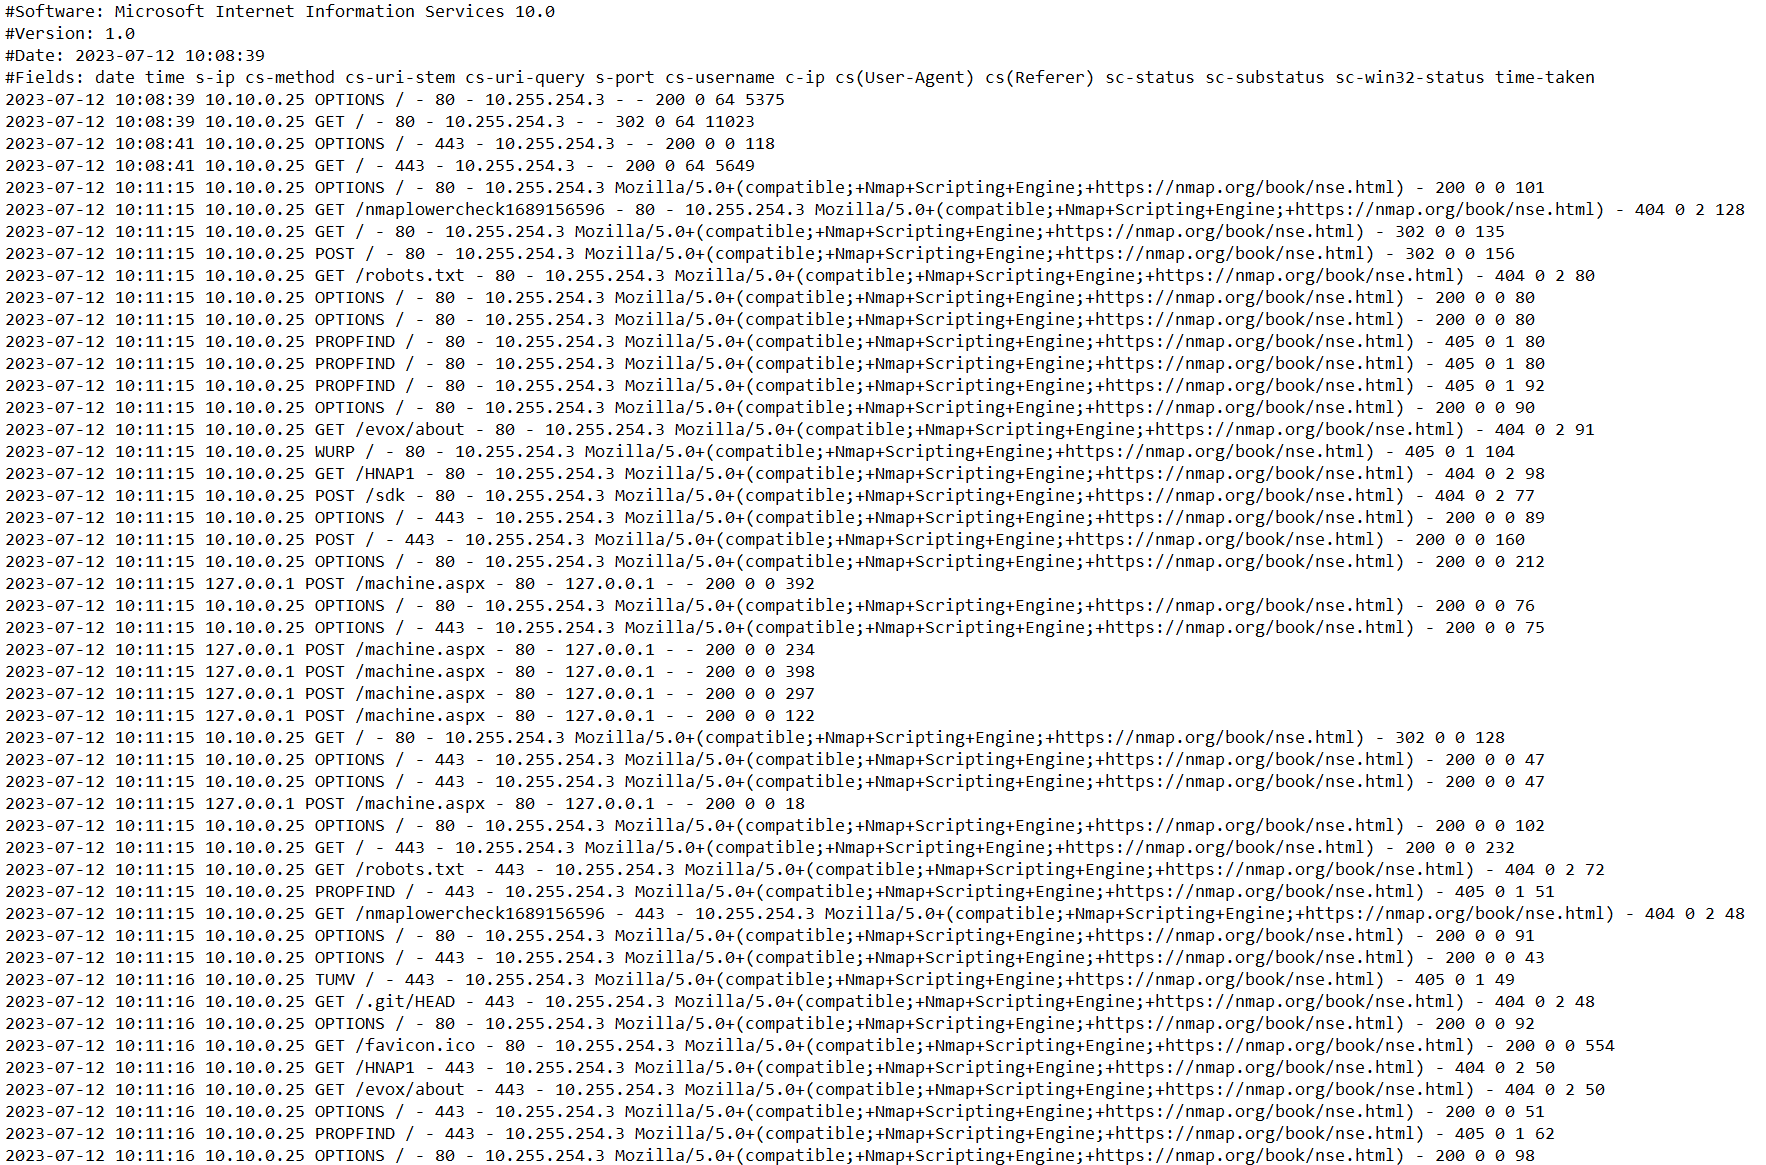 #Software: Microsoft Internet Information Services 10.0
#Version: 1.0
#Date: 2023-07-12 10:08:39
#Fields: date time s-ip cs-method cs-uri-stem cs-uri-query s-port cs-username c-ip cs(User-Agent) cs(Referer) sc-status sc-substatus sc-win32-status time-taken
2023-07-12 10:08:39 10.10.0.25 OPTIONS / - 80 - 10.255.254.3 - - 200 0 64 5375
2023-07-12 10:08:39 10.10.0.25 GET / - 80 - 10.255.254.3 - - 302 0 64 11023
2023-07-12 10:08:41 10.10.0.25 OPTIONS / - 443 - 10.255.254.3 - - 200 0 0 118
2023-07-12 10:08:41 10.10.0.25 GET / - 443 - 10.255.254.3 - - 200 0 64 5649
2023-07-12 10:11:15 10.10.0.25 OPTIONS / - 80 - 10.255.254.3 Mozilla/5.0+(compatible;+Nmap+Scripting+Engine;+https://nmap.org/book/nse.html) - 200 0 0 101
2023-07-12 10:11:15 10.10.0.25 GET /nmaplowercheck1689156596 - 80 - 10.255.254.3 Mozilla/5.0+(compatible;+Nmap+Scripting+Engine;+https://nmap.org/book/nse.html) - 404 0 2 128
2023-07-12 10:11:15 10.10.0.25 GET / - 80 - 10.255.254.3 Mozilla/5.0+(compatible;+Nmap+Scripting+Engine;+https://nmap.org/book/nse.html) - 302 0 0 135
2023-07-12 10:11:15 10.10.0.25 POST / - 80 - 10.255.254.3 Mozilla/5.0+(compatible;+Nmap+Scripting+Engine;+https://nmap.org/book/nse.html) - 302 0 0 156
2023-07-12 10:11:15 10.10.0.25 GET /robots.txt - 80 - 10.255.254.3 Mozilla/5.0+(compatible;+Nmap+Scripting+Engine;+https://nmap.org/book/nse.html) - 404 0 2 80
2023-07-12 10:11:15 10.10.0.25 OPTIONS / - 80 - 10.255.254.3 Mozilla/5.0+(compatible;+Nmap+Scripting+Engine;+https://nmap.org/book/nse.html) - 200 0 0 80
2023-07-12 10:11:15 10.10.0.25 OPTIONS / - 80 - 10.255.254.3 Mozilla/5.0+(compatible;+Nmap+Scripting+Engine;+https://nmap.org/book/nse.html) - 200 0 0 80
2023-07-12 10:11:15 10.10.0.25 PROPFIND / - 80 - 10.255.254.3 Mozilla/5.0+(compatible;+Nmap+Scripting+Engine;+https://nmap.org/book/nse.html) - 405 0 1 80
2023-07-12 10:11:15 10.10.0.25 PROPFIND / - 80 - 10.255.254.3 Mozilla/5.0+(compatible;+Nmap+Scripting+Engine;+https://nmap.org/book/nse.html) - 405 0 1 80
2023-07-12 10:11:15 10.10.0.25 PROPFIND / - 80 - 10.255.254.3 Mozilla/5.0+(compatible;+Nmap+Scripting+Engine;+https://nmap.org/book/nse.html) - 405 0 1 92
2023-07-12 10:11:15 10.10.0.25 OPTIONS / - 80 - 10.255.254.3 Mozilla/5.0+(compatible;+Nmap+Scripting+Engine;+https://nmap.org/book/nse.html) - 200 0 0 90
2023-07-12 10:11:15 10.10.0.25 GET /evox/about - 80 - 10.255.254.3 Mozilla/5.0+(compatible;+Nmap+Scripting+Engine;+https://nmap.org/book/nse.html) - 404 0 2 91
2023-07-12 10:11:15 10.10.0.25 WURP / - 80 - 10.255.254.3 Mozilla/5.0+(compatible;+Nmap+Scripting+Engine;+https://nmap.org/book/nse.html) - 405 0 1 104
2023-07-12 10:11:15 10.10.0.25 GET /HNAP1 - 80 - 10.255.254.3 Mozilla/5.0+(compatible;+Nmap+Scripting+Engine;+https://nmap.org/book/nse.html) - 404 0 2 98
2023-07-12 10:11:15 10.10.0.25 POST /sdk - 80 - 10.255.254.3 Mozilla/5.0+(compatible;+Nmap+Scripting+Engine;+https://nmap.org/book/nse.html) - 404 0 2 77
2023-07-12 10:11:15 10.10.0.25 OPTIONS / - 443 - 10.255.254.3 Mozilla/5.0+(compatible;+Nmap+Scripting+Engine;+https://nmap.org/book/nse.html) - 200 0 0 89
2023-07-12 10:11:15 10.10.0.25 POST / - 443 - 10.255.254.3 Mozilla/5.0+(compatible;+Nmap+Scripting+Engine;+https://nmap.org/book/nse.html) - 200 0 0 160
2023-07-12 10:11:15 10.10.0.25 OPTIONS / - 80 - 10.255.254.3 Mozilla/5.0+(compatible;+Nmap+Scripting+Engine;+https://nmap.org/book/nse.html) - 200 0 0 212
2023-07-12 10:11:15 127.0.0.1 POST /machine.aspx - 80 - 127.0.0.1 - - 200 0 0 392
2023-07-12 10:11:15 10.10.0.25 OPTIONS / - 80 - 10.255.254.3 Mozilla/5.0+(compatible;+Nmap+Scripting+Engine;+https://nmap.org/book/nse.html) - 200 0 0 76
2023-07-12 10:11:15 10.10.0.25 OPTIONS / - 443 - 10.255.254.3 Mozilla/5.0+(compatible;+Nmap+Scripting+Engine;+https://nmap.org/book/nse.html) - 200 0 0 75
2023-07-12 10:11:15 127.0.0.1 POST /machine.aspx - 80 - 127.0.0.1 - - 200 0 0 234
2023-07-12 10:11:15 127.0.0.1 POST /machine.aspx - 80 - 127.0.0.1 - - 200 0 0 398
2023-07-12 10:11:15 127.0.0.1 POST /machine.aspx - 80 - 127.0.0.1 - - 200 0 0 297
2023-07-12 10:11:15 127.0.0.1 POST /machine.aspx - 80 - 127.0.0.1 - - 200 0 0 122
2023-07-12 10:11:15 10.10.0.25 GET / - 80 - 10.255.254.3 Mozilla/5.0+(compatible;+Nmap+Scripting+Engine;+https://nmap.org/book/nse.html) - 302 0 0 128
2023-07-12 10:11:15 10.10.0.25 OPTIONS / - 443 - 10.255.254.3 Mozilla/5.0+(compatible;+Nmap+Scripting+Engine;+https://nmap.org/book/nse.html) - 200 0 0 47
2023-07-12 10:11:15 10.10.0.25 OPTIONS / - 443 - 10.255.254.3 Mozilla/5.0+(compatible;+Nmap+Scripting+Engine;+https://nmap.org/book/nse.html) - 200 0 0 47
2023-07-12 10:11:15 127.0.0.1 POST /machine.aspx - 80 - 127.0.0.1 - - 200 0 0 18
2023-07-12 10:11:15 10.10.0.25 OPTIONS / - 80 - 10.255.254.3 Mozilla/5.0+(compatible;+Nmap+Scripting+Engine;+https://nmap.org/book/nse.html) - 200 0 0 102
2023-07-12 10:11:15 10.10.0.25 GET / - 443 - 10.255.254.3 Mozilla/5.0+(compatible;+Nmap+Scripting+Engine;+https://nmap.org/book/nse.html) - 200 0 0 232
2023-07-12 10:11:15 10.10.0.25 GET /robots.txt - 443 - 10.255.254.3 Mozilla/5.0+(compatible;+Nmap+Scripting+Engine;+https://nmap.org/book/nse.html) - 404 0 2 72
2023-07-12 10:11:15 10.10.0.25 PROPFIND / - 443 - 10.255.254.3 Mozilla/5.0+(compatible;+Nmap+Scripting+Engine;+https://nmap.org/book/nse.html) - 405 0 1 51
2023-07-12 10:11:15 10.10.0.25 GET /nmaplowercheck1689156596 - 443 - 10.255.254.3 Mozilla/5.0+(compatible;+Nmap+Scripting+Engine;+https://nmap.org/book/nse.html) - 404 0 2 48
2023-07-12 10:11:15 10.10.0.25 OPTIONS / - 80 - 10.255.254.3 Mozilla/5.0+(compatible;+Nmap+Scripting+Engine;+https://nmap.org/book/nse.html) - 200 0 0 91
2023-07-12 10:11:15 10.10.0.25 OPTIONS / - 443 - 10.255.254.3 Mozilla/5.0+(compatible;+Nmap+Scripting+Engine;+https://nmap.org/book/nse.html) - 200 0 0 43
2023-07-12 10:11:16 10.10.0.25 TUMV / - 443 - 10.255.254.3 Mozilla/5.0+(compatible;+Nmap+Scripting+Engine;+https://nmap.org/book/nse.html) - 405 0 1 49
2023-07-12 10:11:16 10.10.0.25 GET /.git/HEAD - 443 - 10.255.254.3 Mozilla/5.0+(compatible;+Nmap+Scripting+Engine;+https://nmap.org/book/nse.html) - 404 0 2 48
2023-07-12 10:11:16 10.10.0.25 OPTIONS / - 80 - 10.255.254.3 Mozilla/5.0+(compatible;+Nmap+Scripting+Engine;+https://nmap.org/book/nse.html) - 200 0 0 92
2023-07-12 10:11:16 10.10.0.25 GET /favicon.ico - 80 - 10.255.254.3 Mozilla/5.0+(compatible;+Nmap+Scripting+Engine;+https://nmap.org/book/nse.html) - 200 0 0 554
2023-07-12 10:11:16 10.10.0.25 GET /HNAP1 - 443 - 10.255.254.3 Mozilla/5.0+(compatible;+Nmap+Scripting+Engine;+https://nmap.org/book/nse.html) - 404 0 2 50
2023-07-12 10:11:16 10.10.0.25 GET /evox/about - 443 - 10.255.254.3 Mozilla/5.0+(compatible;+Nmap+Scripting+Engine;+https://nmap.org/book/nse.html) - 404 0 2 50
2023-07-12 10:11:16 10.10.0.25 OPTIONS / - 443 - 10.255.254.3 Mozilla/5.0+(compatible;+Nmap+Scripting+Engine;+https://nmap.org/book/nse.html) - 200 0 0 51
2023-07-12 10:11:16 10.10.0.25 PROPFIND / - 443 - 10.255.254.3 Mozilla/5.0+(compatible;+Nmap+Scripting+Engine;+https://nmap.org/book/nse.html) - 405 0 1 62
2023-07-12 10:11:16 10.10.0.25 OPTIONS / - 80 - 10.255.254.3 Mozilla/5.0+(compatible;+Nmap+Scripting+Engine;+https://nmap.org/book/nse.html) - 200 0 0 98